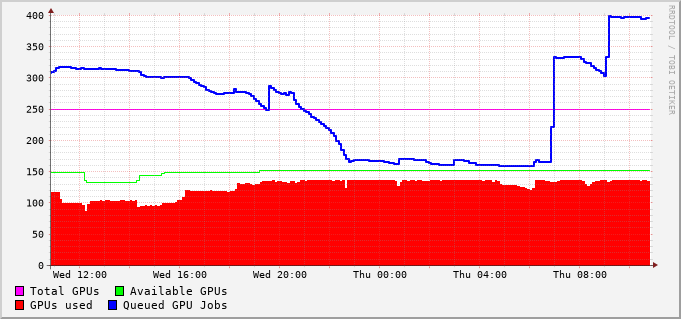 400
350
300
250
200
150
100
50
0
Wed 12:00 Wed 16:00 Wed 20:00 Thu 00:00 Thu 04:00 Thu 08:00
Total GPUs Available GPUs
GPUs used Queued GPU Jobs
RRDTOOL / TOBI OETIKER